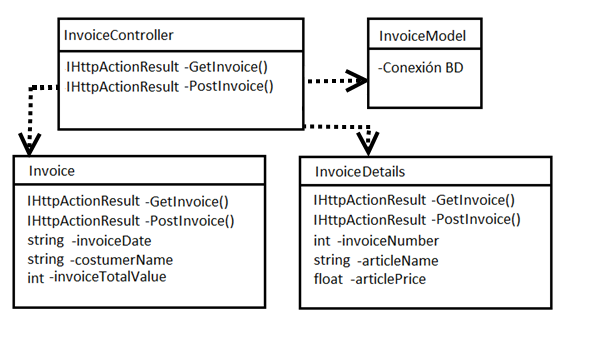 InvoiceController
IHttpActionResult -GetInvoice()
IHttpActionResult -PostInvoice()
InvoiceModel
-Conexión BD
Invoice
IHttpActionResult -GetInvoice()
IHttpActionResult -PostInvoice()
string -invoiceDate
string -costumerName
int -invoiceTotalValue
InvoiceDetails
IHttpActionResult -GetInvoice()
IHttpActionResult -PostInvoice()
int -invoiceNumber
string -articleName
float -articlePrice